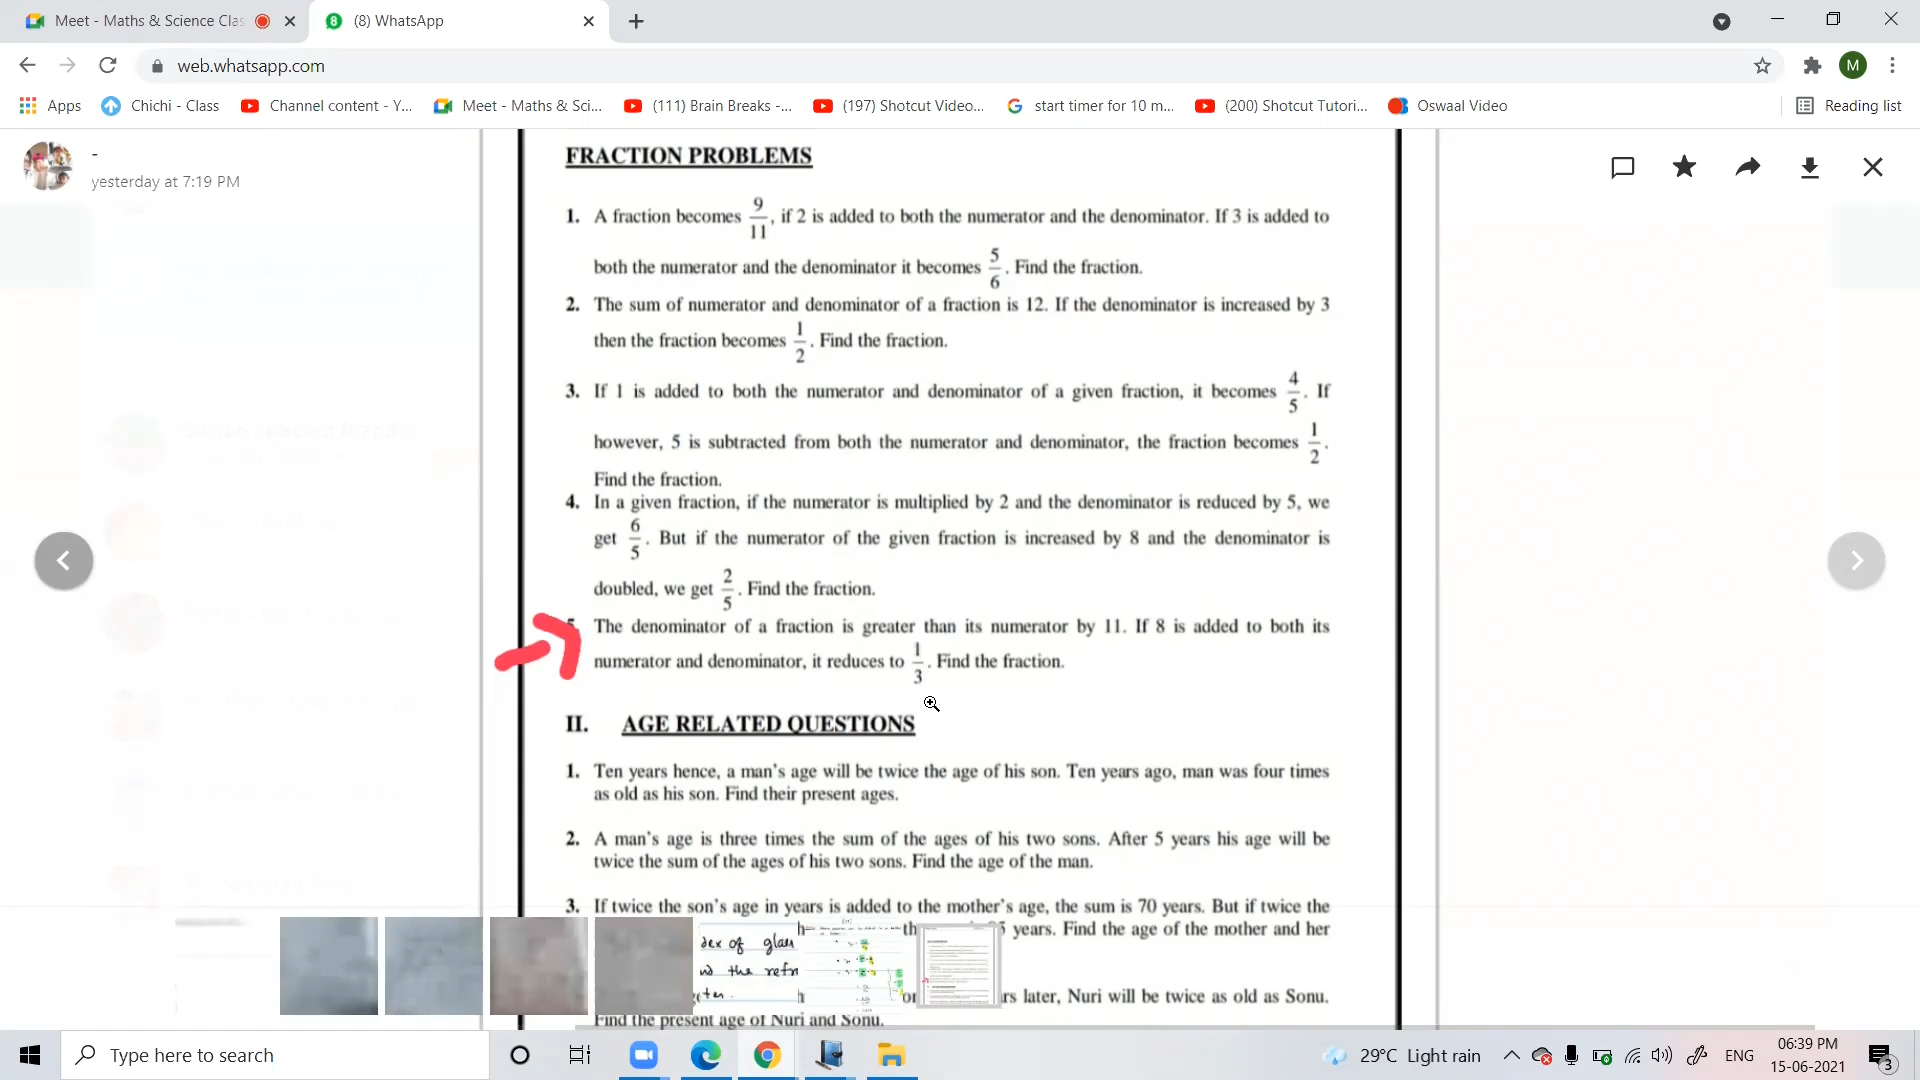 Meet - Maths & Science Clas
(8) WhatsApp
web.whatsapp.com
Apps
Chichi - Class
Channel content - Y...
Meet - Maths & Sci...
(111) Brain Breaks -...
(197) Shotcut Video...
start timer for 10 m...
(200) Shotcut Tutori...
Oswaal Video
Reading list
-
yesterday at 7:19 PM
FRACTION PROBLEMS
1. A fraction becomes 9/11, if 2 is added to both the numerator and the denominator. If 3 is added to
both the numerator and the denominator it becomes 5/6. Find the fraction.
2. The sum of numerator and denominator of a fraction is 12. If the denominator is increased by 3
then the fraction becomes 1/2. Find the fraction.
3. If 1 is added to both the numerator and denominator of a given fraction, it becomes 4/5. If
however, 5 is subtracted from both the numerator and denominator, the fraction becomes 1/2.
Find the fraction.
4. In a given fraction, if the numerator is multiplied by 2 and the denominator is reduced by 5, we
get 6/5. But if the numerator of the given fraction is increased by 8 and the denominator is
doubled, we get 2/5. Find the fraction.
5. The denominator of a fraction is greater than its numerator by 11. If 8 is added to both its
numerator and denominator, it reduces to 1/3. Find the fraction.
II. AGE RELATED QUESTIONS
1. Ten years hence, a man's age will be twice the age of his son. Ten years ago, man was four times
as old as his son. Find their present ages.
2. A man's age is three times the sum of the ages of his two sons. After 5 years his age will be
twice the sum of the ages of his two sons. Find the age of the man.
3. If twice the son's age in years is added to the mother's age, the sum is 70 years. But if twice the
years. Find the age of the mother and her
dex of glass
the refr
later, Nuri will be twice as old as Sonu.
Find the present age of Nuri and Sonu.
Type here to search
29°C Light rain
ENG
06:39 PM
15-06-2021
3